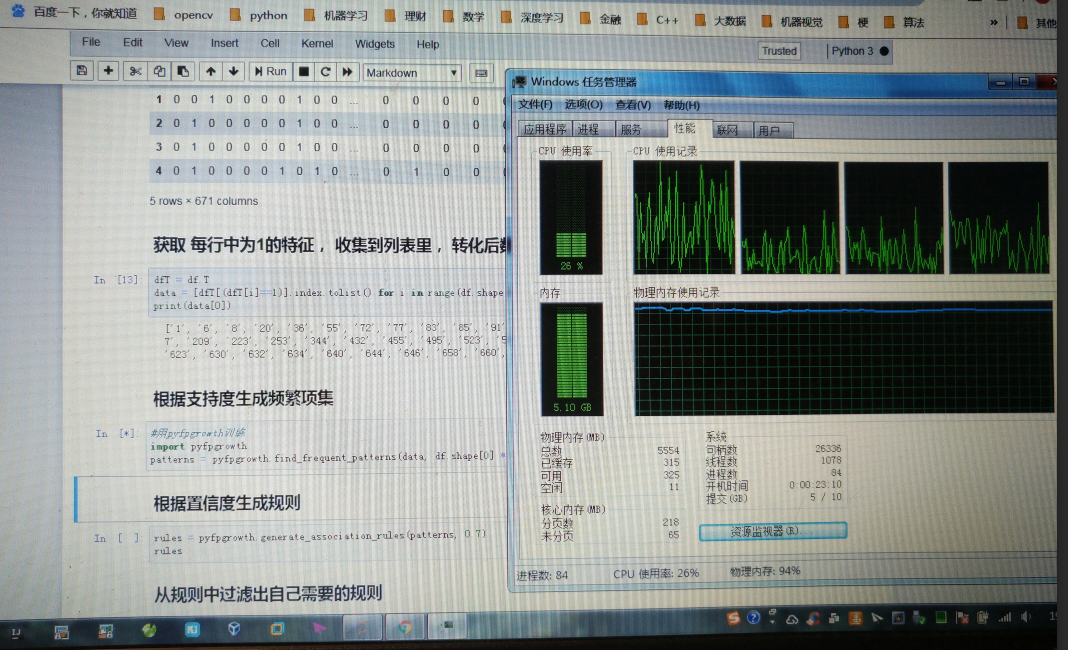 百度一下，你就知道 opencv python 机器学习 理财 数学 深度学习 金融 C++ 大数据 机器视觉 梗 算法 » 其他
File Edit View Insert Cell Kernel Widgets Help
Trusted Python 3
Run Markdown
1 0 0 1 0 0 0 0 1 0 0 ... 0 0 0 0
2 0 1 0 0 0 0 1 0 0 ... 0 0 0 0
3 0 1 0 0 0 0 1 0 0 ... 0 0 0 0
4 0 1 0 0 0 0 1 0 1 0 ... 0 1 0 0
5 rows × 671 columns
获取 每行中为1的特征，收集到列表里，转化后数
In [13]: dfT = df.T
data = [dfT[(dfT[i]==1)].index.tolist() for i in range(df.shape
print(data[0])
['1', '6', '8', '20', '36', '55', '72', '77', '83', '85', '91'
7', '209', '223', '253', '344', '432', '455', '495', '523', '5
'623', '630', '632', '634', '640', '644', '646', '658', '660',
根据支持度生成频繁项集
In [*]: #用pyfpgrowth训练
import pyfpgrowth
patterns = pyfpgrowth.find_frequent_patterns(data, df.shape[0] *
根据置信度生成规则
In [ ]: rules = pyfpgrowth.generate_association_rules(patterns, 0.7)
rules
从规则中过滤出自己需要的规则
Windows 任务管理器
文件(F) 选项(O) 查看(V) 帮助(H)
应用程序 进程 服务 性能 联网 用户
CPU 使用率 CPU 使用记录
26 %
内存 物理内存使用记录
5.10 GB
物理内存(MB)
总数 5554
已缓存 315
可用 325
空闲 11
核心内存(MB)
分页数 218
未分页 65
系统
句柄数 26336
线程数 1078
进程数 84
开机时间 0:00:23:10
提交(GB) 5 / 10
资源监视器(R)...
进程数: 84 CPU 使用率: 26% 物理内存: 94%